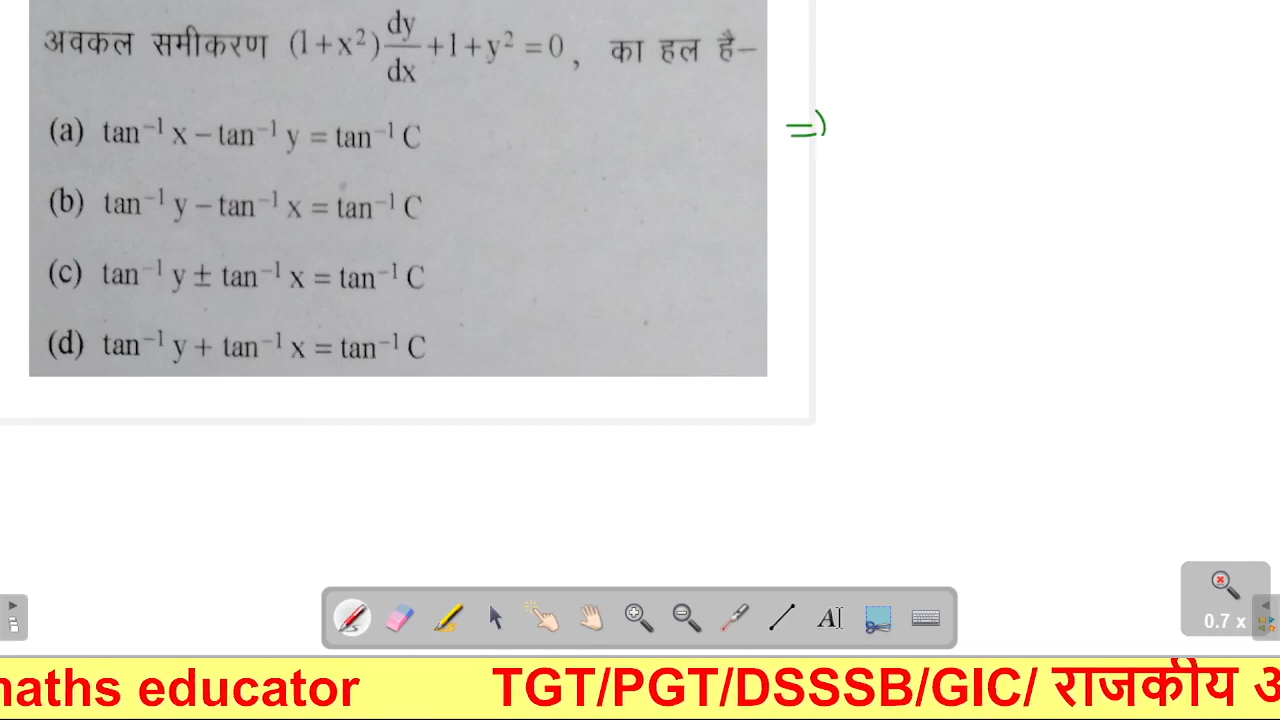 अवकल समीकरण (1+x²) dy/dx +1+y² =0, का हल है–
(a) tan⁻¹ x – tan⁻¹ y = tan⁻¹ C
(b) tan⁻¹ y – tan⁻¹ x = tan⁻¹ C
(c) tan⁻¹ y ± tan⁻¹ x = tan⁻¹ C
(d) tan⁻¹ y + tan⁻¹ x = tan⁻¹ C
=)
AI
0.7 x
maths educator TGT/PGT/DSSSB/GIC/ राजकीय